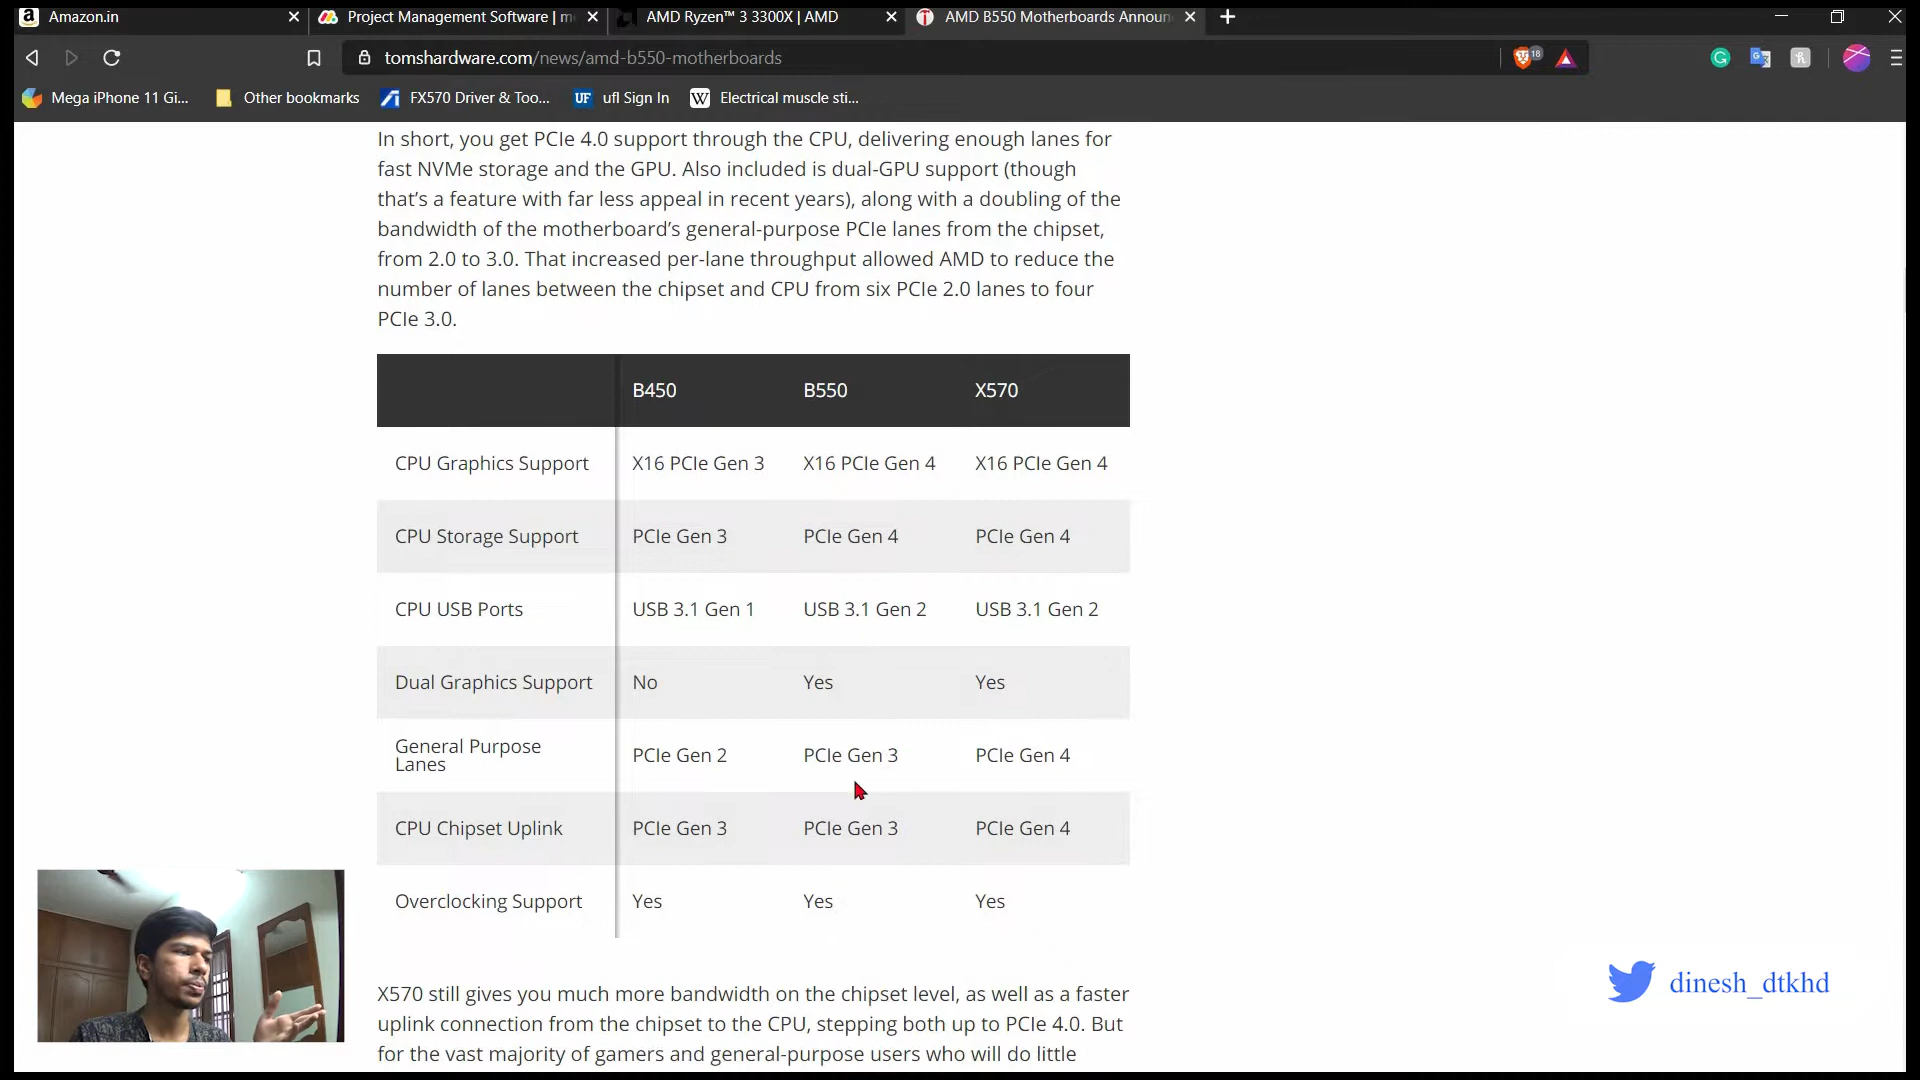 Amazon.in
Project Management Software | m
AMD Ryzen™ 3 3300X | AMD
AMD B550 Motherboards Announ
tomshardware.com/news/amd-b550-motherboards
18
Mega iPhone 11 Gi...
Other bookmarks
FX570 Driver & Too...
UF ufl Sign In
W Electrical muscle sti...
In short, you get PCIe 4.0 support through the CPU, delivering enough lanes for
fast NVMe storage and the GPU. Also included is dual-GPU support (though
that's a feature with far less appeal in recent years), along with a doubling of the
bandwidth of the motherboard's general-purpose PCIe lanes from the chipset,
from 2.0 to 3.0. That increased per-lane throughput allowed AMD to reduce the
number of lanes between the chipset and CPU from six PCIe 2.0 lanes to four
PCIe 3.0.
B450 B550 X570
CPU Graphics Support X16 PCIe Gen 3 X16 PCIe Gen 4 X16 PCIe Gen 4
CPU Storage Support PCIe Gen 3 PCIe Gen 4 PCIe Gen 4
CPU USB Ports USB 3.1 Gen 1 USB 3.1 Gen 2 USB 3.1 Gen 2
Dual Graphics Support No Yes Yes
General Purpose
Lanes PCIe Gen 2 PCIe Gen 3 PCIe Gen 4
CPU Chipset Uplink PCIe Gen 3 PCIe Gen 3 PCIe Gen 4
Overclocking Support Yes Yes Yes
X570 still gives you much more bandwidth on the chipset level, as well as a faster
uplink connection from the chipset to the CPU, stepping both up to PCIe 4.0. But
for the vast majority of gamers and general-purpose users who will do little
dinesh_dtkhd